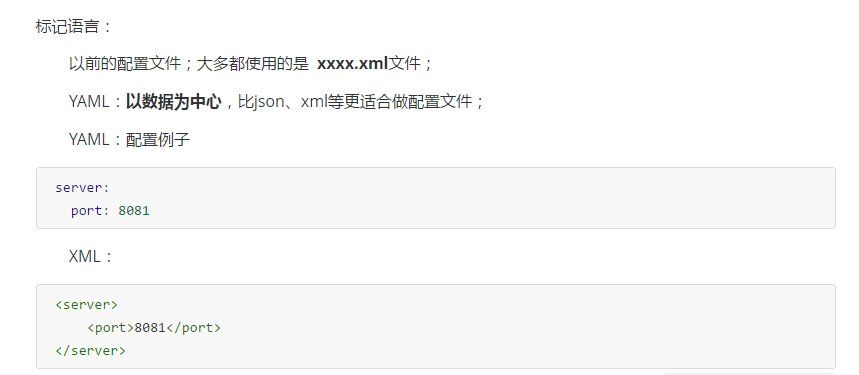 标记语言：
以前的配置文件；大多都使用的是 xxxx.xml文件；
YAML：以数据为中心，比json、xml等更适合做配置文件；
YAML：配置例子
server:
  port: 8081
XML：
<server>
    <port>8081</port>
</server>